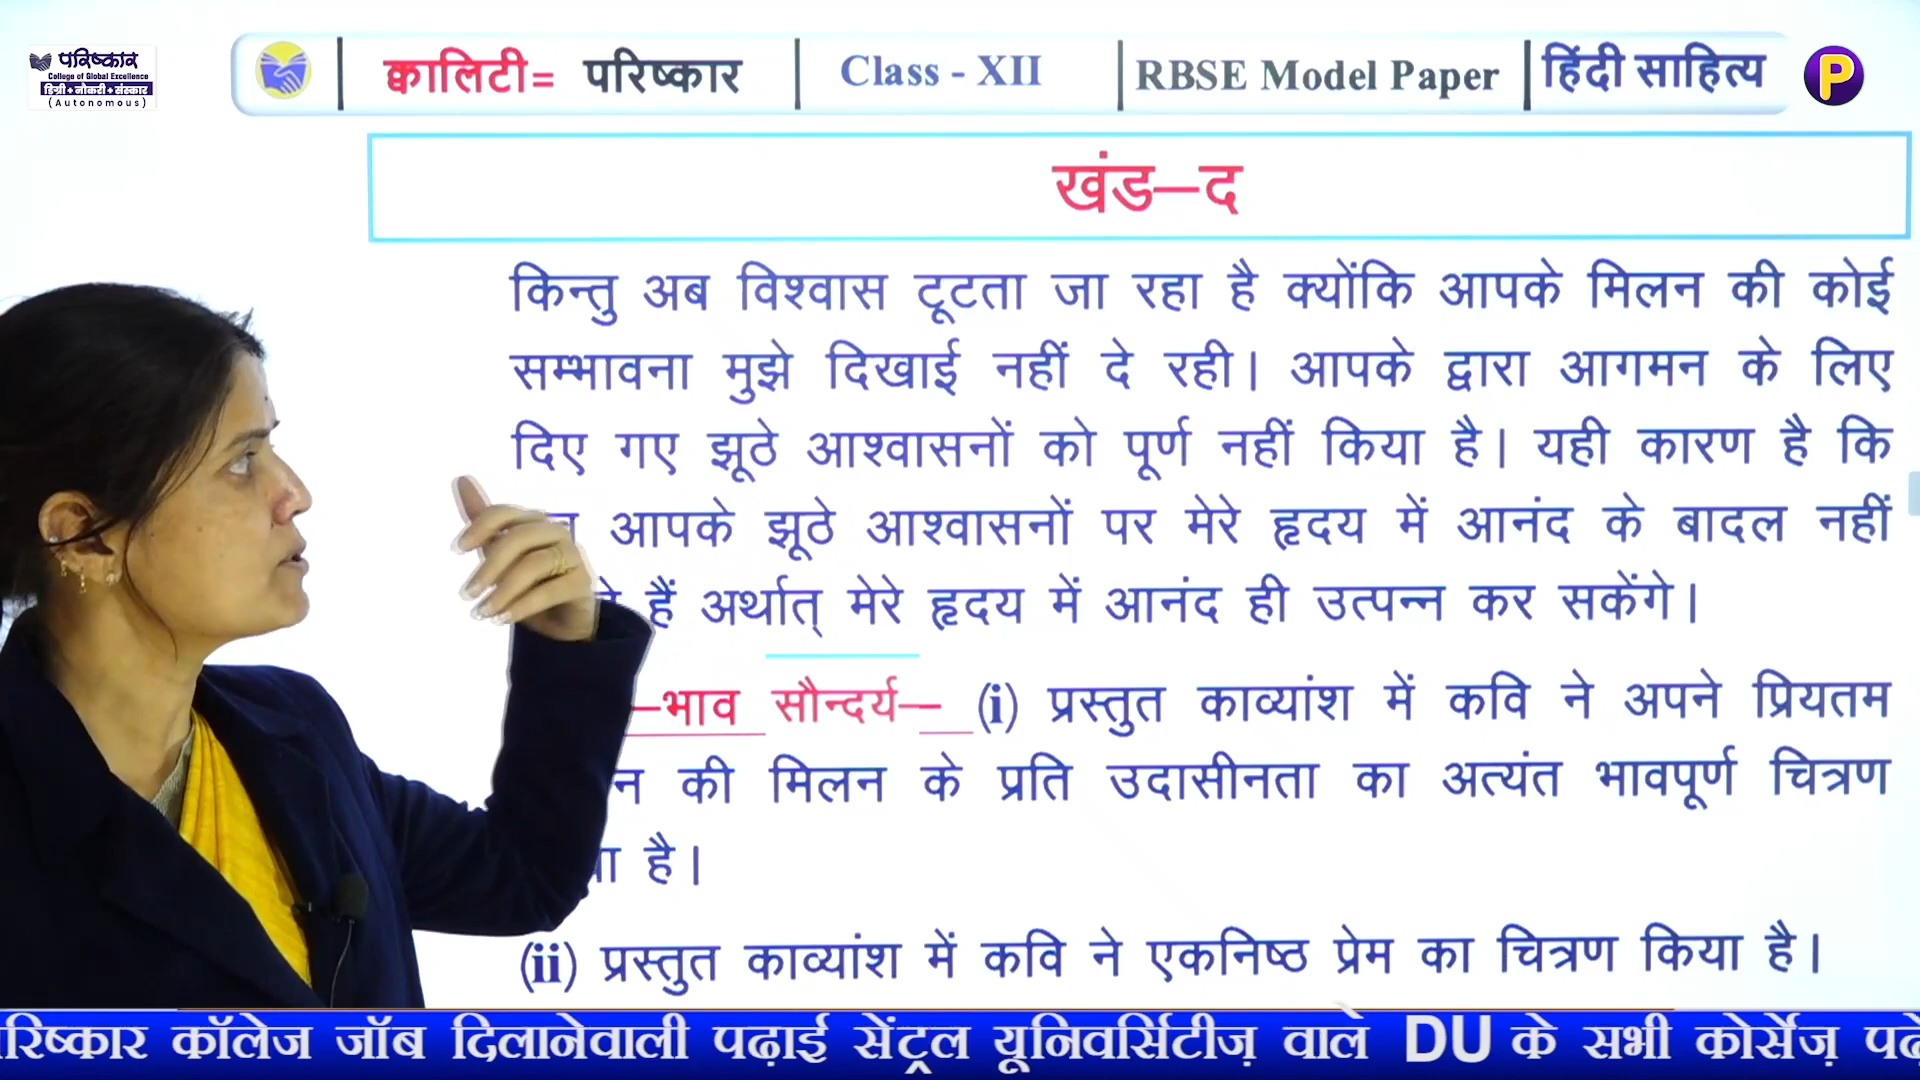 परिष्कार
College of Global Excellence
डिग्री + नौकरी + संस्कार
(Autonomous)
क्वालिटी= परिष्कार
Class - XII
RBSE Model Paper
हिंदी साहित्य
P
खंड–द
किन्तु अब विश्वास टूटता जा रहा है क्योंकि आपके मिलन की कोई
सम्भावना मुझे दिखाई नहीं दे रही। आपके द्वारा आगमन के लिए
दिए गए झूठे आश्वासनों को पूर्ण नहीं किया है। यही कारण है कि
आपके झूठे आश्वासनों पर मेरे हृदय में आनंद के बादल नहीं
हैं अर्थात् मेरे हृदय में आनंद ही उत्पन्न कर सकेंगे।
–भाव सौन्दर्य– (i) प्रस्तुत काव्यांश में कवि ने अपने प्रियतम
की मिलन के प्रति उदासीनता का अत्यंत भावपूर्ण चित्रण
है।
(ii) प्रस्तुत काव्यांश में कवि ने एकनिष्ठ प्रेम का चित्रण किया है।
कॉलेज जॉब दिलानेवाली पढ़ाई सेंट्रल यूनिवर्सिटीज़ वाले DU के सभी कोर्सेज़